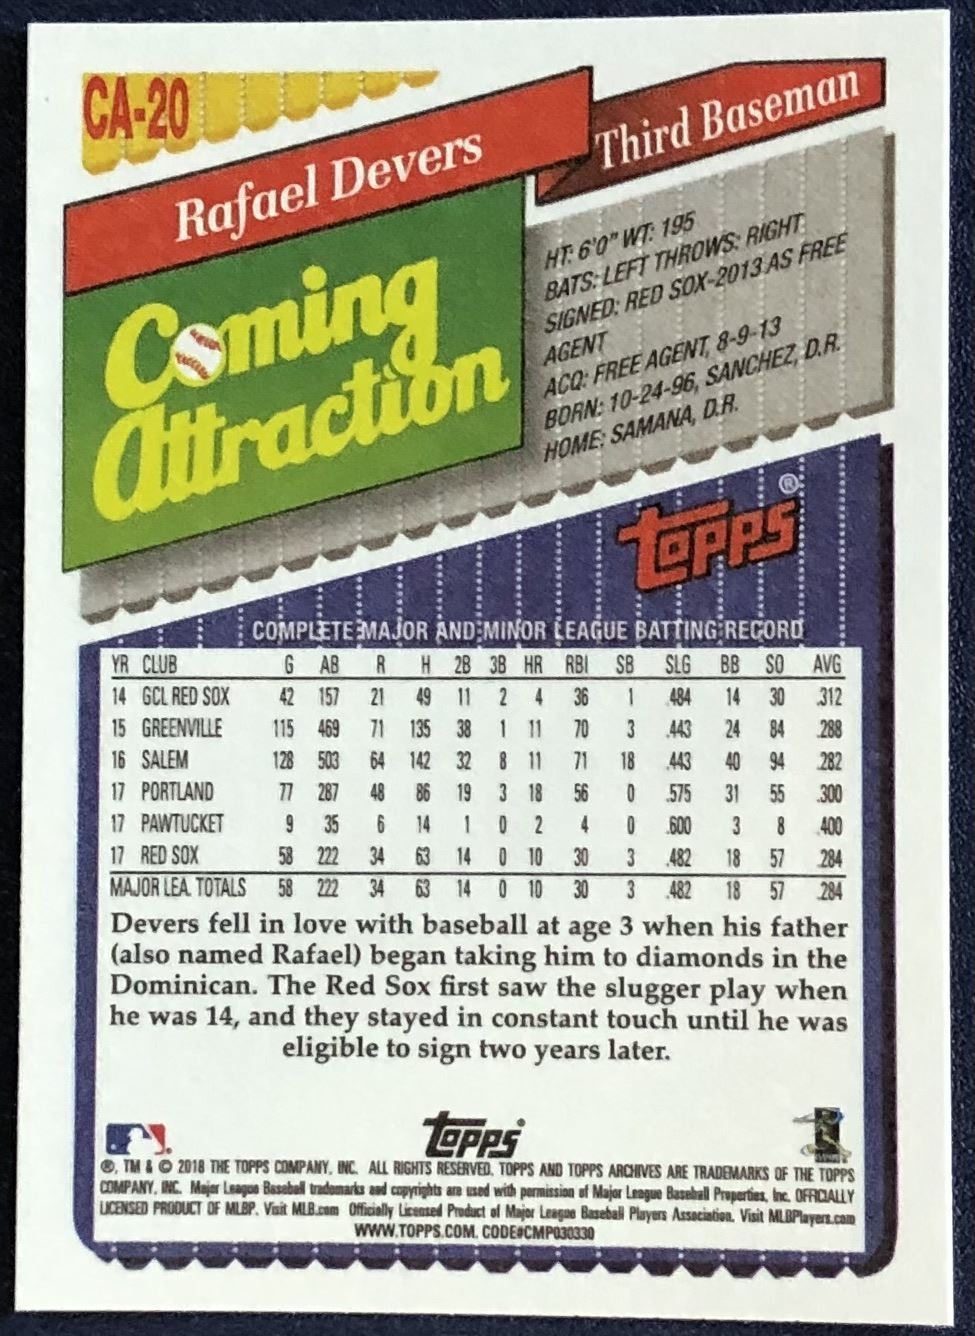 CA-20
Rafael Devers
Third Baseman
Coming
Attraction
HT: 6'0" WT: 195
BATS: LEFT THROWS: RIGHT
SIGNED: RED SOX-2013 AS FREE
AGENT
ACQ: FREE AGENT, 8-9-13
BORN: 10-24-96, SANCHEZ, D.R.
HOME: SAMANA, D.R.
topps®
COMPLETE MAJOR AND MINOR LEAGUE BATTING RECORD
YR CLUB G AB R H 2B 3B HR RBI SB SLG BB SO AVG
14 GCL RED SOX 42 157 21 49 11 2 4 36 1 .484 14 30 .312
15 GREENVILLE 115 469 71 135 38 1 11 70 3 .443 24 84 .288
16 SALEM 128 503 64 142 32 8 11 71 18 .443 40 94 .282
17 PORTLAND 77 287 48 86 19 3 18 56 0 .575 31 55 .300
17 PAWTUCKET 9 35 6 14 1 0 2 4 0 .600 3 8 .400
17 RED SOX 58 222 34 63 14 0 10 30 3 .482 18 57 .284
MAJOR LEA. TOTALS 58 222 34 63 14 0 10 30 3 .482 18 57 .284
Devers fell in love with baseball at age 3 when his father
(also named Rafael) began taking him to diamonds in the
Dominican. The Red Sox first saw the slugger play when
he was 14, and they stayed in constant touch until he was
eligible to sign two years later.
topps®
®, TM & © 2018 THE TOPPS COMPANY, INC. ALL RIGHTS RESERVED. TOPPS AND TOPPS ARCHIVES ARE TRADEMARKS OF THE TOPPS
COMPANY, INC. Major League Baseball trademarks and copyrights are used with permission of Major League Baseball Properties, Inc. OFFICIALLY
LICENSED PRODUCT OF MLBP. Visit MLB.com Officially Licensed Product of Major League Baseball Players Association. Visit MLBPlayers.com
WWW.TOPPS.COM. CODE#CMP030330